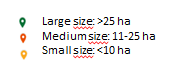 Large size: >25 ha
Medium size: 11-25 ha
Small size: <10 ha